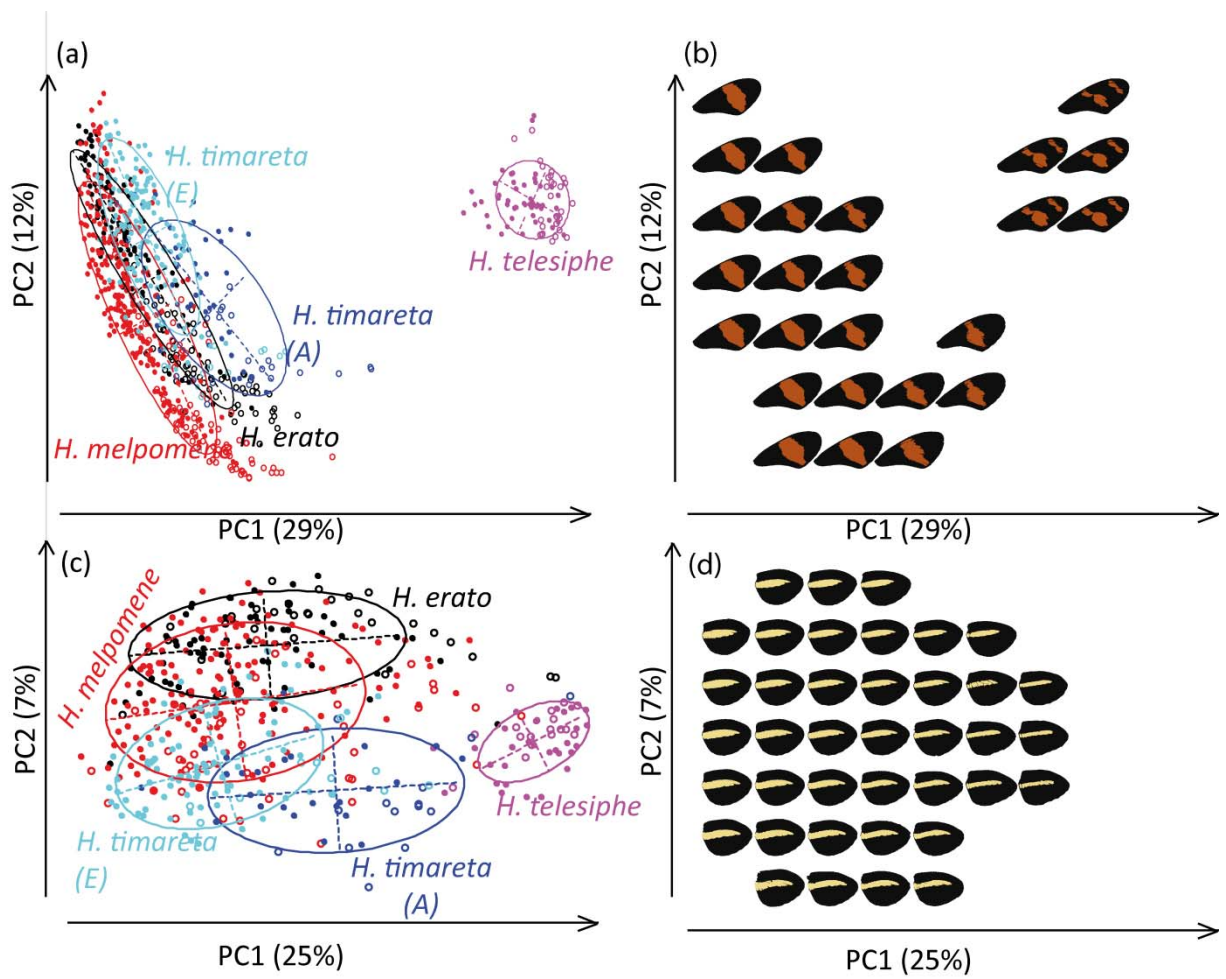 (a)
H. timareta
(E)
H. telesiphe
H. timareta
(A)
H. erato
H. melpomene
PC2 (12%)
PC1 (29%)
(b)
PC2 (12%)
PC1 (29%)
(c)
H. melpomene
H. erato
H. telesiphe
H. timareta
(E)
H. timareta
(A)
PC2 (7%)
PC1 (25%)
(d)
PC2 (7%)
PC1 (25%)